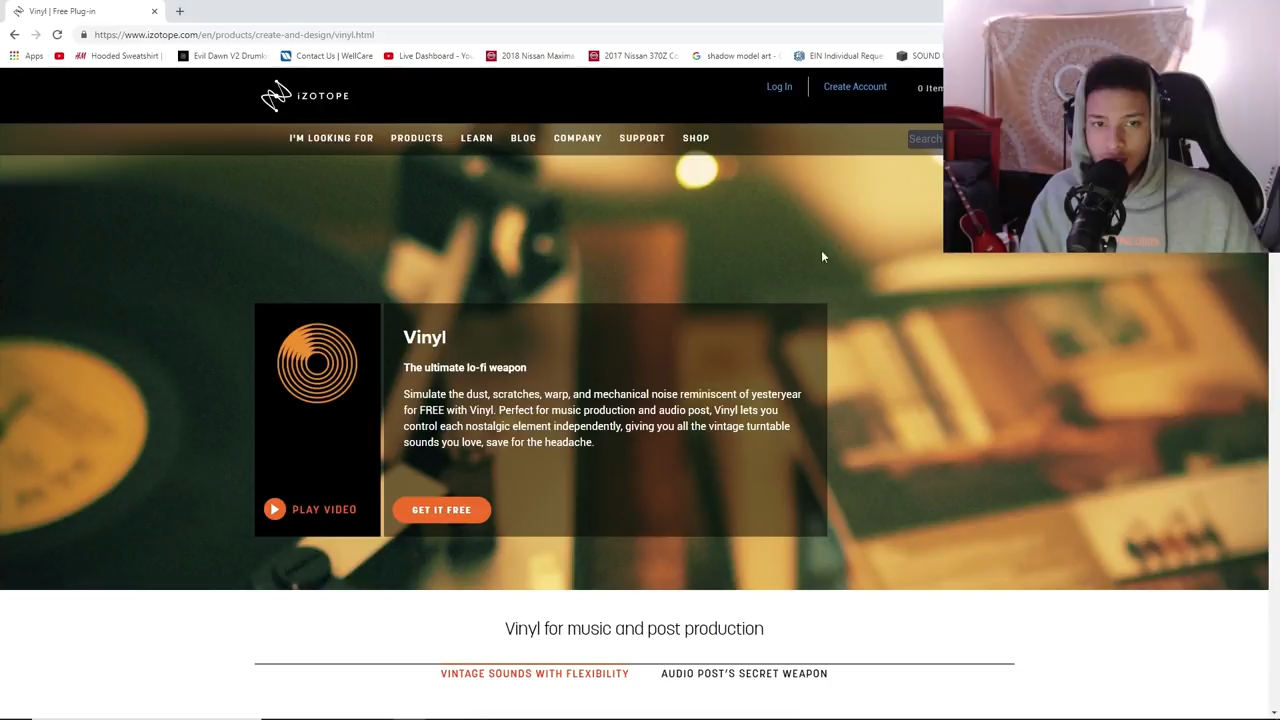 Vinyl | Free Plug-in
https://www.izotope.com/en/products/create-and-design/vinyl.html
Apps
Hooded Sweatshirt |
Evil Dawn V2 Drumk
Contact Us | WellCare
Live Dashboard - You
2018 Nissan Maxima
2017 Nissan 370Z Co
shadow model art -
EIN Individual Reque
SOUND
iZOTOPE
Log In
Create Account
0 Item
I'M LOOKING FOR
PRODUCTS
LEARN
BLOG
COMPANY
SUPPORT
SHOP
Search
Vinyl
The ultimate lo-fi weapon
Simulate the dust, scratches, warp, and mechanical noise reminiscent of yesteryear
for FREE with Vinyl. Perfect for music production and audio post, Vinyl lets you
control each nostalgic element independently, giving you all the vintage turntable
sounds you love, save for the headache.
PLAY VIDEO
GET IT FREE
Vinyl for music and post production
VINTAGE SOUNDS WITH FLEXIBILITY
AUDIO POST'S SECRET WEAPON